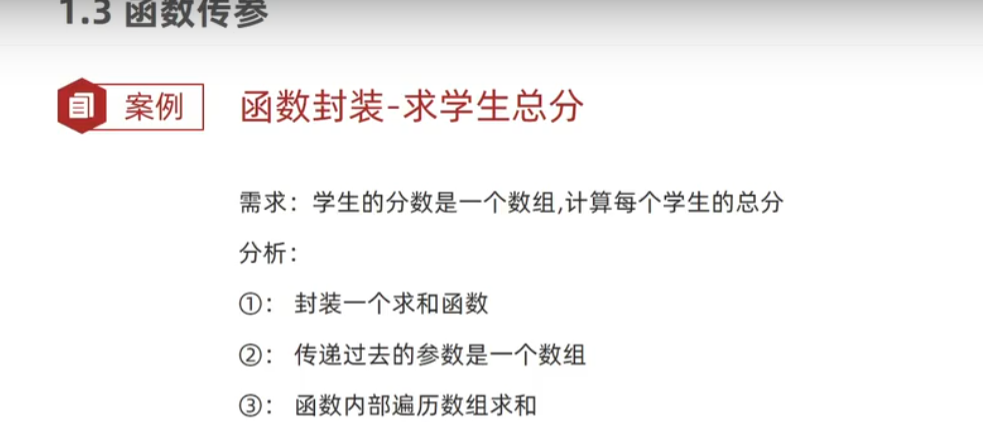 1.3 函数传参
案例 函数封装-求学生总分
需求：学生的分数是一个数组,计算每个学生的总分
分析：
①： 封装一个求和函数
②： 传递过去的参数是一个数组
③： 函数内部遍历数组求和